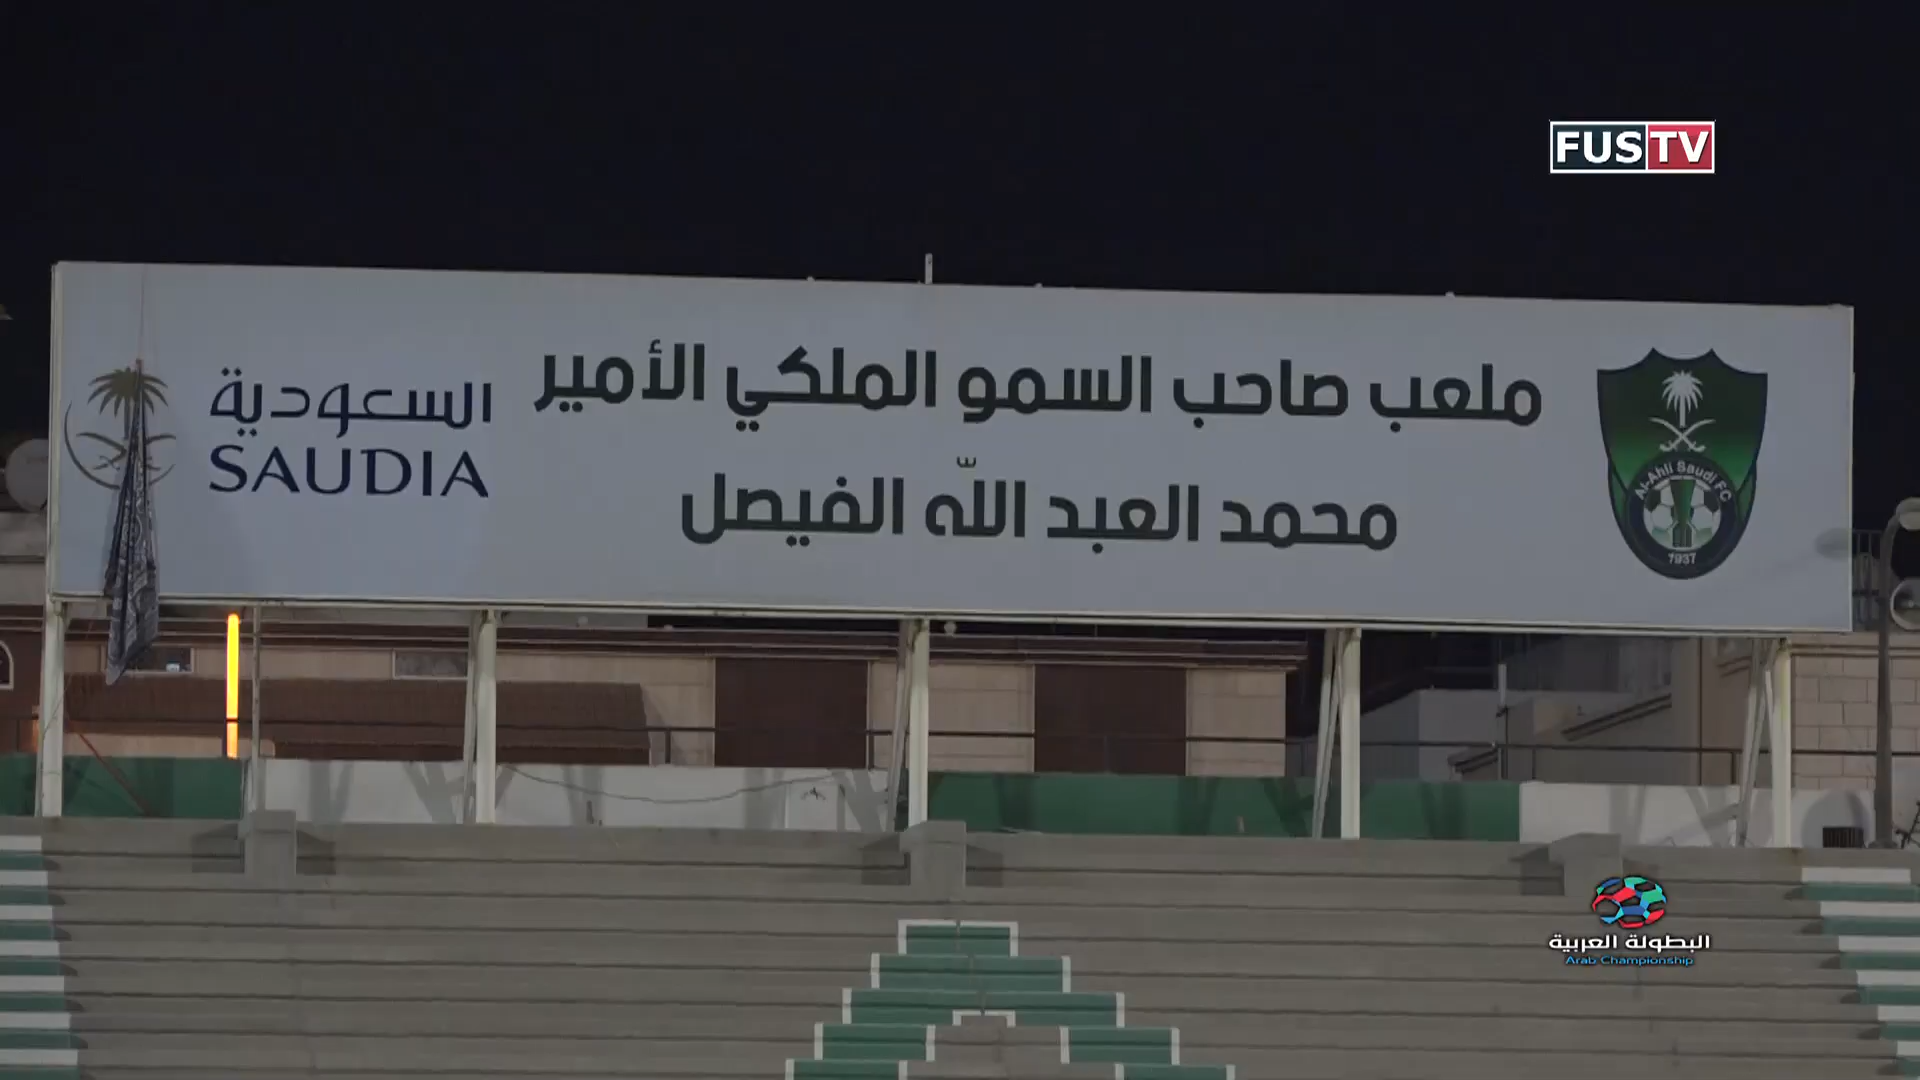 FUSTV
ملعب صاحب السمو الملكي الأمير
محمد العبد اللّه الفيصل
السعودية
SAUDIA
Al-Ahli Saudi FC
1937
البطولة العربية
Arab Championship